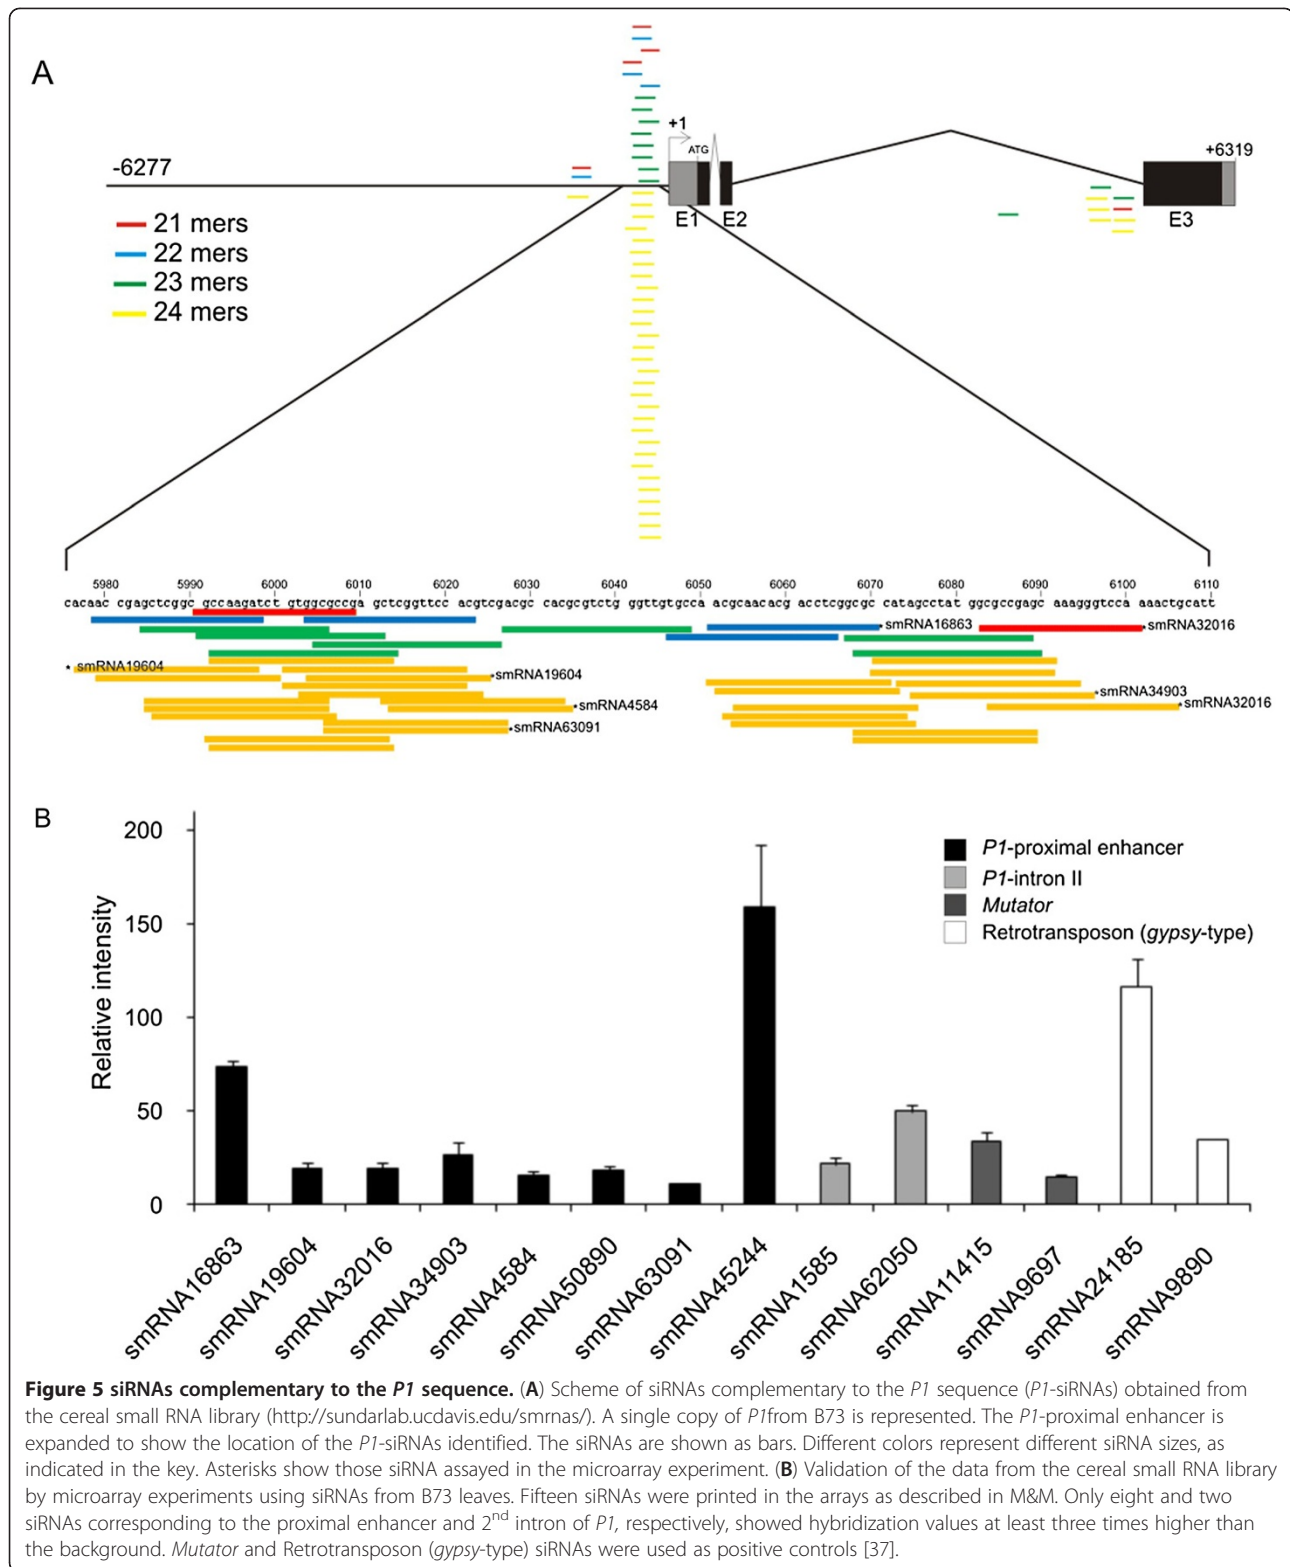 A
-6277
+1
ATG
+6319
E1
E2
E3
21 mers
22 mers
23 mers
24 mers
5980 5990 6000 6010 6020 6030 6040 6050 6060 6070 6080 6090 6100 6110
cacaac cgagctcggc gccaagatct gtggcgccga gctcggttcc acgtcgacgc cacgcgtctg ggttgtgcca acgcaacacg acctcggcgc catagcctat ggcgccgagc aaagggtcca aaactgcatt
*smRNA16863
*smRNA32016
* smRNA19604
*smRNA19604
*smRNA34903
*smRNA4584
*smRNA32016
*smRNA63091
B
Relative intensity
200
150
100
50
0
P1-proximal enhancer
P1-intron II
Mutator
Retrotransposon (gypsy-type)
smRNA16863
smRNA19604
smRNA32016
smRNA34903
smRNA4584
smRNA50890
smRNA63091
smRNA45244
smRNA1585
smRNA62050
smRNA11415
smRNA9697
smRNA24185
smRNA9890
Figure 5 siRNAs complementary to the P1 sequence. (A) Scheme of siRNAs complementary to the P1 sequence (P1-siRNAs) obtained from
the cereal small RNA library (http://sundarlab.ucdavis.edu/smrnas/). A single copy of P1from B73 is represented. The P1-proximal enhancer is
expanded to show the location of the P1-siRNAs identified. The siRNAs are shown as bars. Different colors represent different siRNA sizes, as
indicated in the key. Asterisks show those siRNA assayed in the microarray experiment. (B) Validation of the data from the cereal small RNA library
by microarray experiments using siRNAs from B73 leaves. Fifteen siRNAs were printed in the arrays as described in M&M. Only eight and two
siRNAs corresponding to the proximal enhancer and 2nd intron of P1, respectively, showed hybridization values at least three times higher than
the background. Mutator and Retrotransposon (gypsy-type) siRNAs were used as positive controls [37].